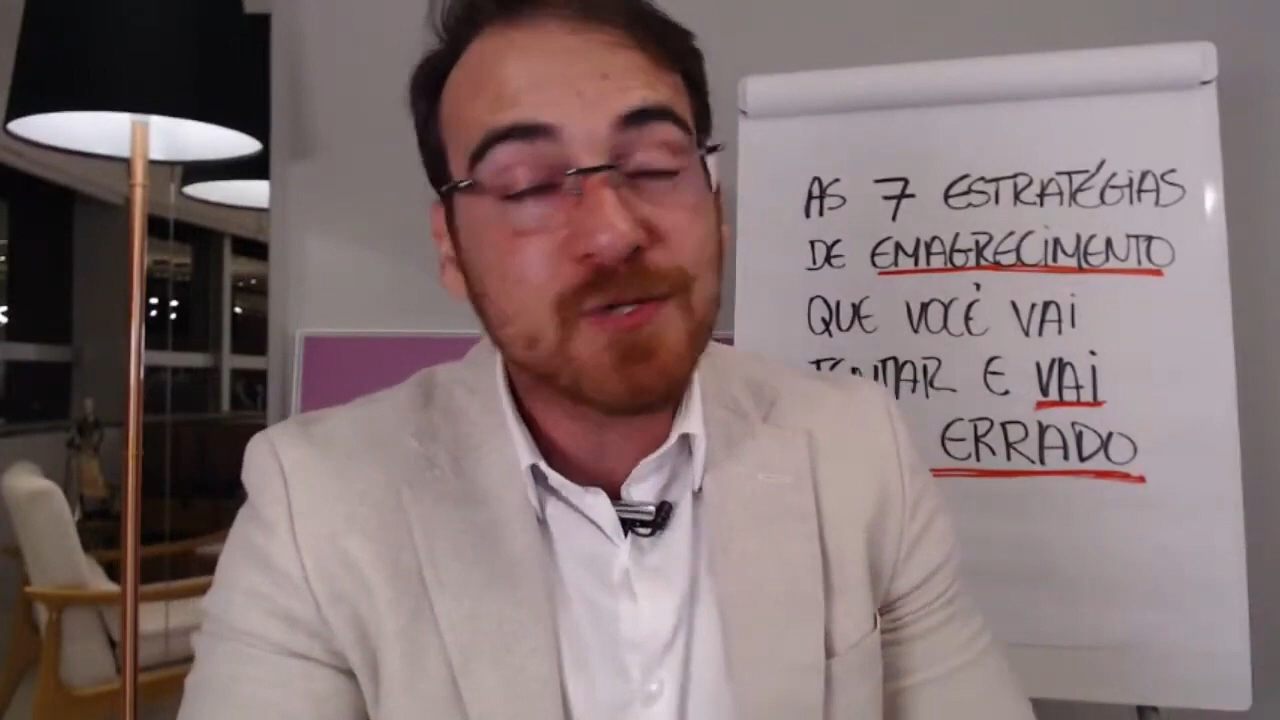 AS 7 ESTRATÉGIAS
DE EMAGRECIMENTO
QUE VOCÊ VAI
E VAI
ERRADO